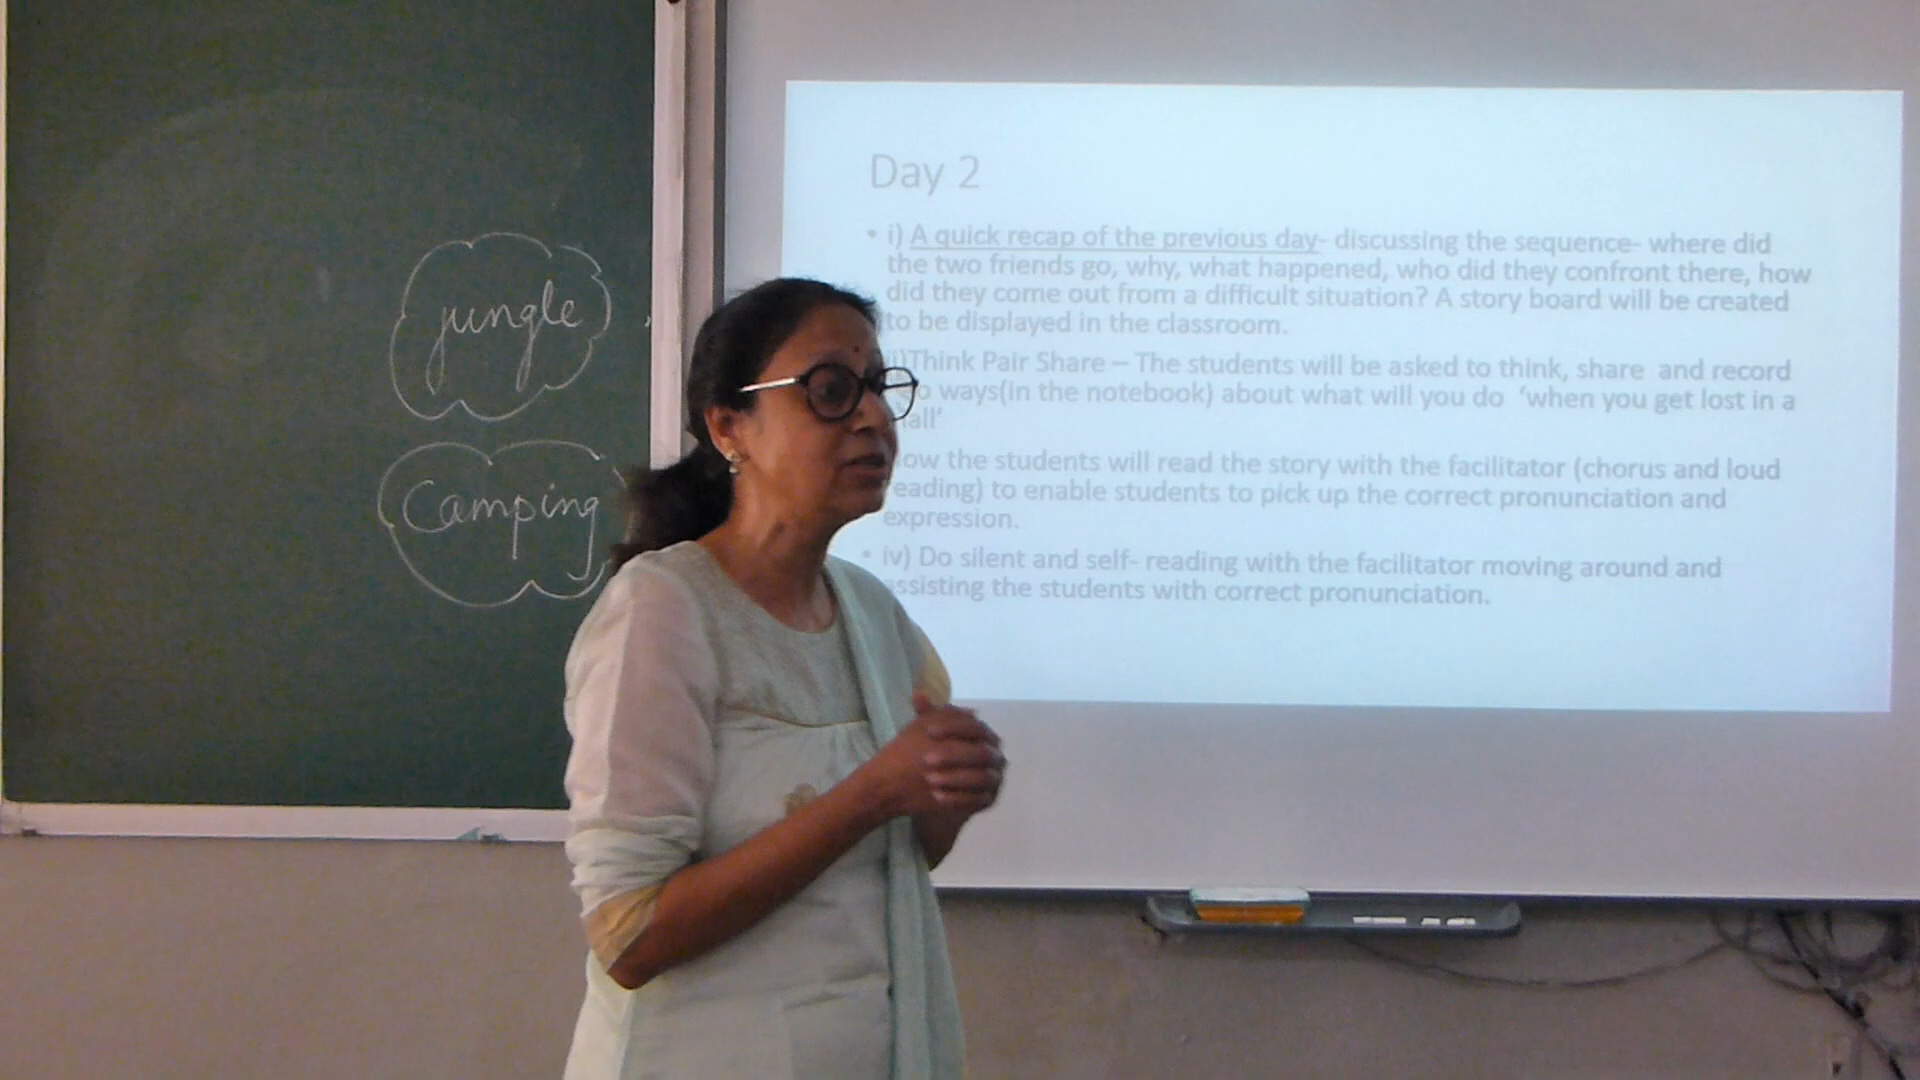 jungle
Camping
Day 2
• i) A quick recap of the previous day- discussing the sequence- where did
the two friends go, why, what happened, who did they confront there, how
did they come out from a difficult situation? A story board will be created
to be displayed in the classroom.
ii)Think Pair Share – The students will be asked to think, share and record
ways(in the notebook) about what will you do ‘when you get lost in a
the students will read the story with the facilitator (chorus and loud
to enable students to pick up the correct pronunciation and
expression.
• iv) Do silent and self- reading with the facilitator moving around and
the students with correct pronunciation.